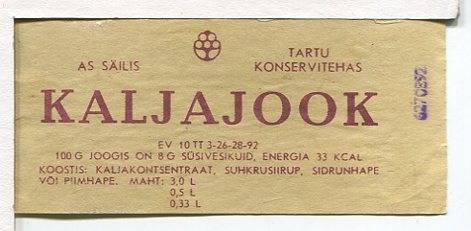 AS SÄILIS
TARTU
KONSERVITEHAS
KALJAJOOK
EV 10 TT 3-26-28-92
100 G JOOGIS ON 8 G SÜSIVESIKUID, ENERGIA 33 KCAL
KOOSTIS: KALJAKONTSENTRAAT, SUHKRUSIIRUP, SIDRUNHAPE
VÕI PIIMHAPE. MAHT: 3,0 L
0,5 L
0,33 L